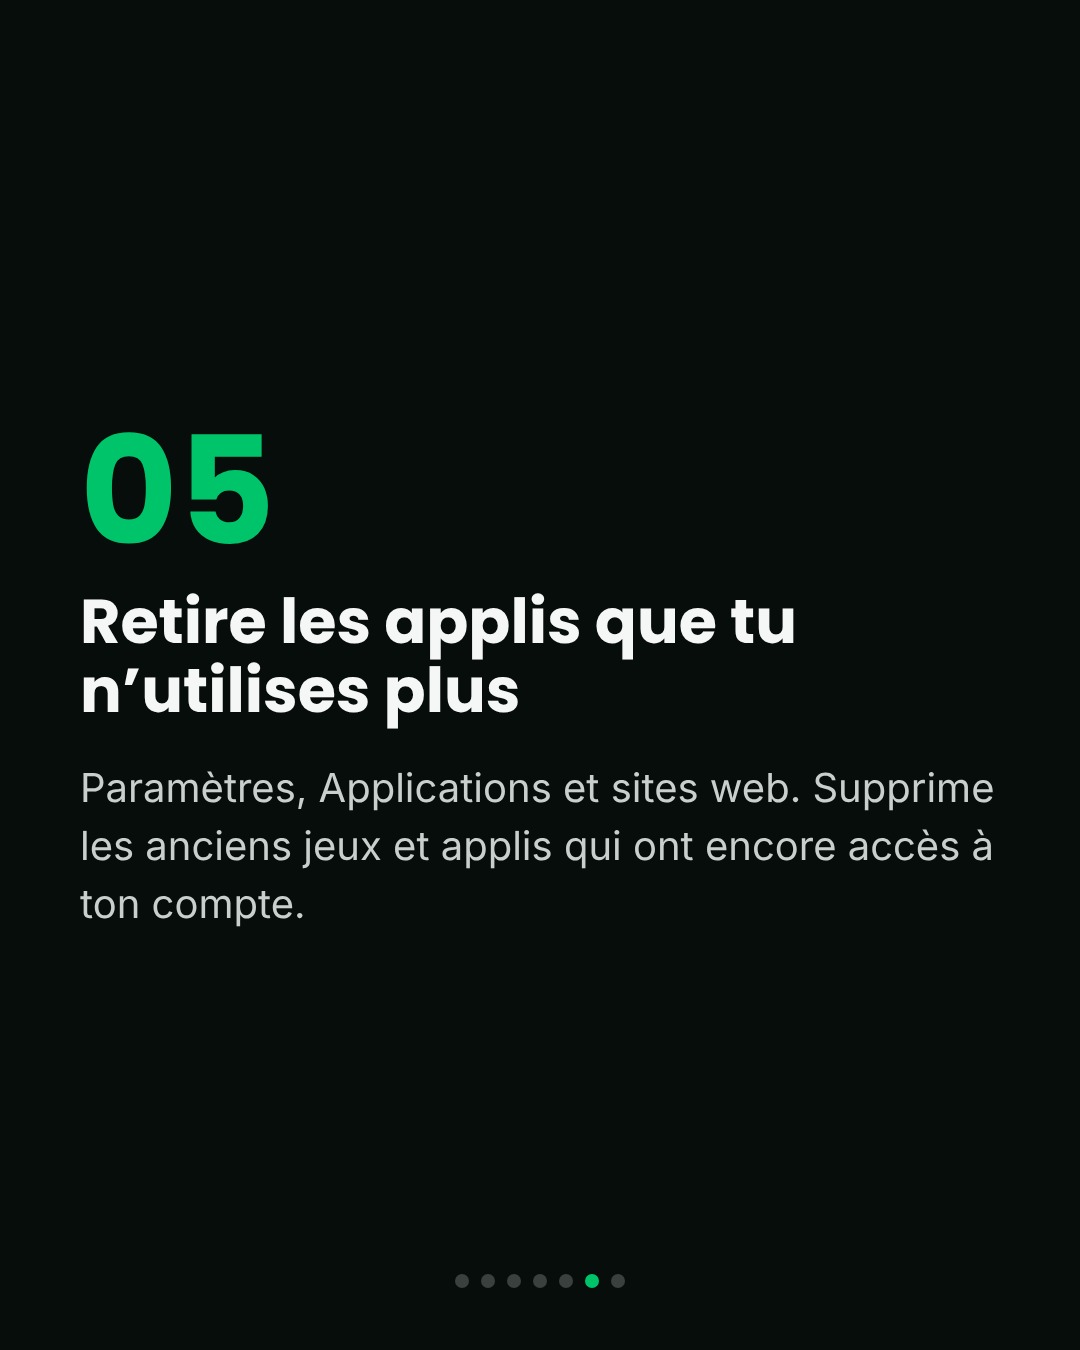 05
Retire les applis que tu
n’utilises plus
Paramètres, Applications et sites web. Supprime
les anciens jeux et applis qui ont encore accès à
ton compte.